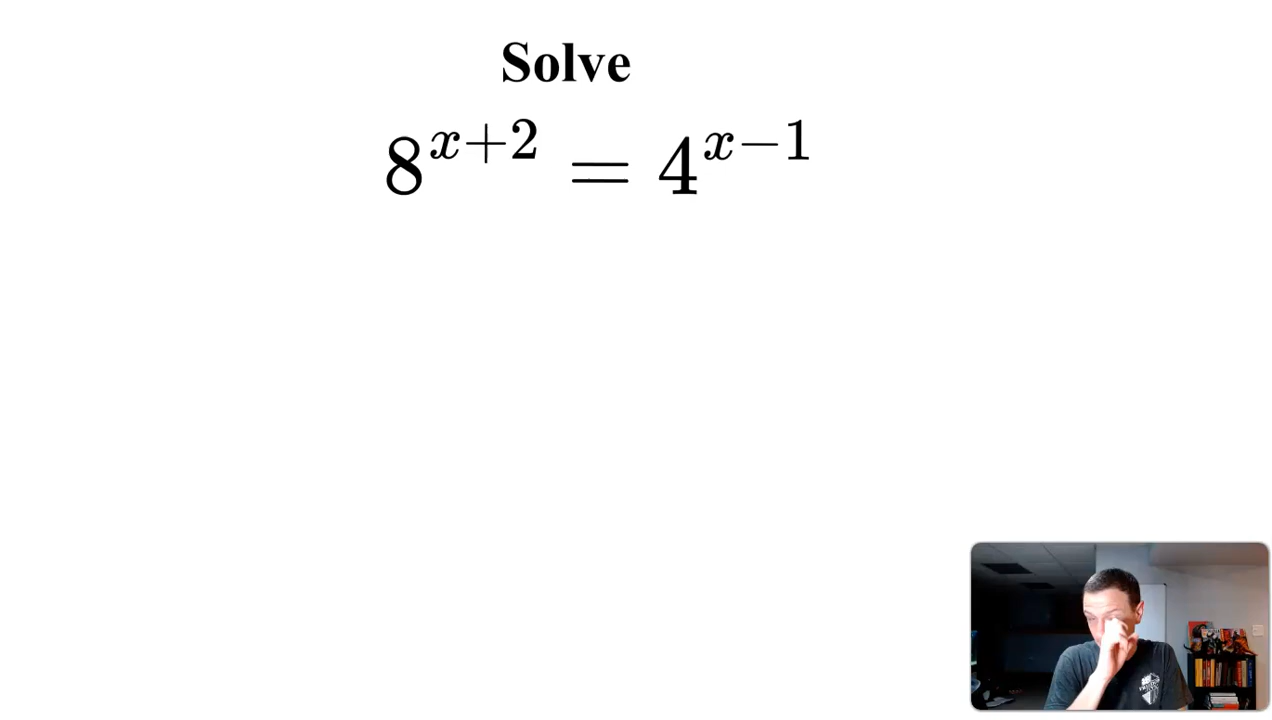 Solve
8^{x+2} = 4^{x-1}